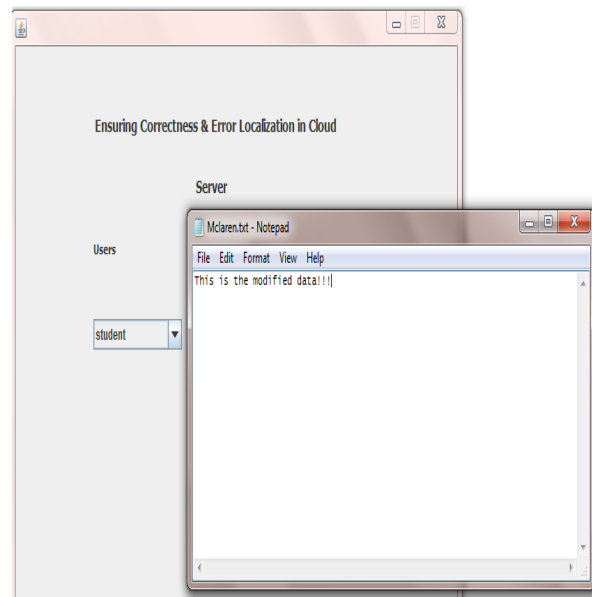 Ensuring Correctness & Error Localization in Cloud
Server
Mclaren.txt - Notepad
Users
File Edit Format View Help
This is the modified data!!!
student